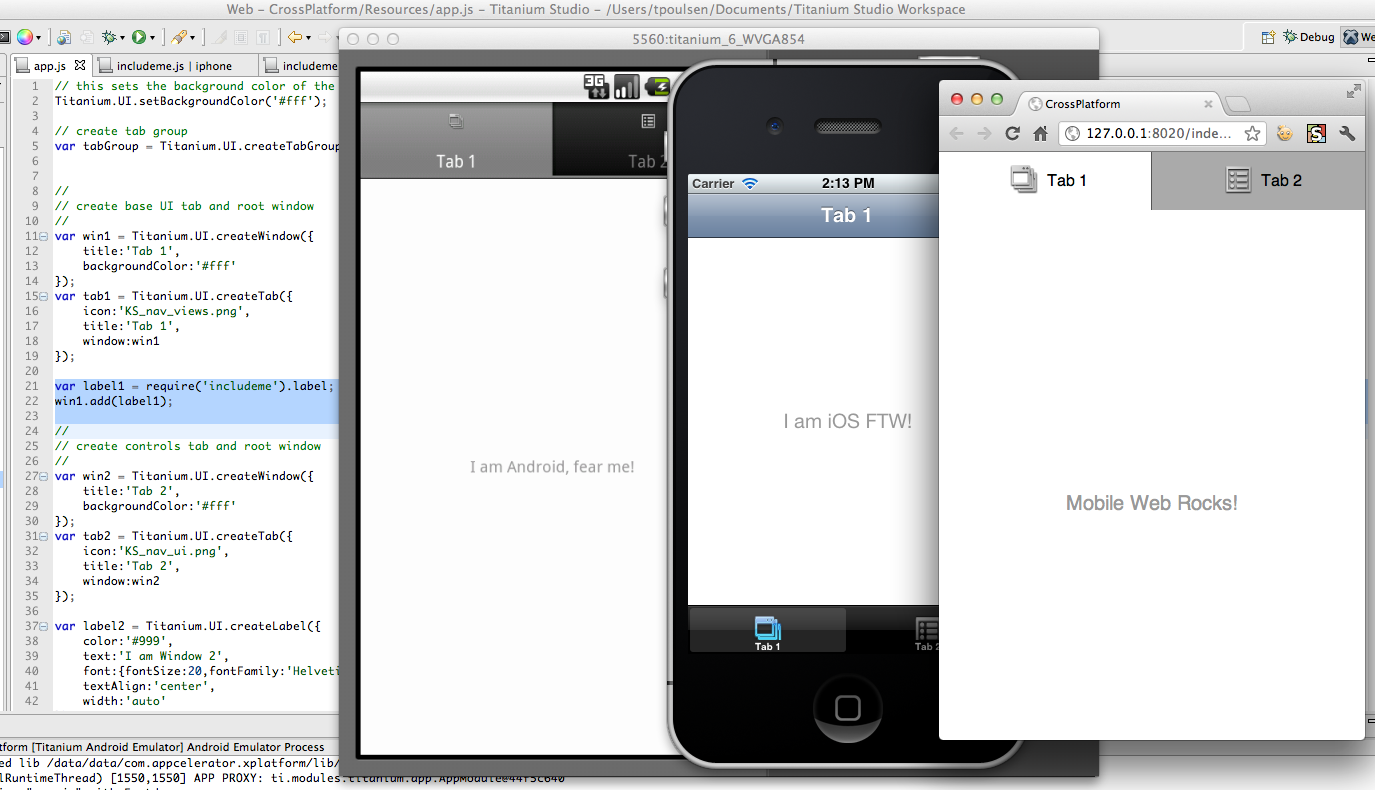 Web – CrossPlatform/Resources/app.js – Titanium Studio – /Users/tpoulsen/Documents/Titanium Studio Workspace
Debug
We
app.js
includeme.js | iphone
includeme
1 // this sets the background color of the
2 Titanium.UI.setBackgroundColor('#fff');
3
4 // create tab group
5 var tabGroup = Titanium.UI.createTabGroup
6
7
8 //
9 // create base UI tab and root window
10 //
11 var win1 = Titanium.UI.createWindow({
12 title:'Tab 1',
13 backgroundColor:'#fff'
14 });
15 var tab1 = Titanium.UI.createTab({
16 icon:'KS_nav_views.png',
17 title:'Tab 1',
18 window:win1
19 });
20
21 var label1 = require('includeme').label;
22 win1.add(label1);
23
24 //
25 // create controls tab and root window
26 //
27 var win2 = Titanium.UI.createWindow({
28 title:'Tab 2',
29 backgroundColor:'#fff'
30 });
31 var tab2 = Titanium.UI.createTab({
32 icon:'KS_nav_ui.png',
33 title:'Tab 2',
34 window:win2
35 });
36
37 var label2 = Titanium.UI.createLabel({
38 color:'#999',
39 text:'I am Window 2',
40 font:{fontSize:20,fontFamily:'Helveti
41 textAlign:'center',
42 width:'auto'
tform [Titanium Android Emulator] Android Emulator Process
ed lib /data/data/com.appcelerator.xplatform/lib/
lRuntimeThread) [1550,1550] APP PROXY: ti.modules.titanium.app.AppModule@44f5c640
5560:titanium_6_WVGA854
3G
Tab 1
Tab 2
I am Android, fear me!
Carrier
2:13 PM
Tab 1
I am iOS FTW!
Tab 1
Tab 2
CrossPlatform
127.0.0.1:8020/inde...
S
Tab 1
Tab 2
Mobile Web Rocks!